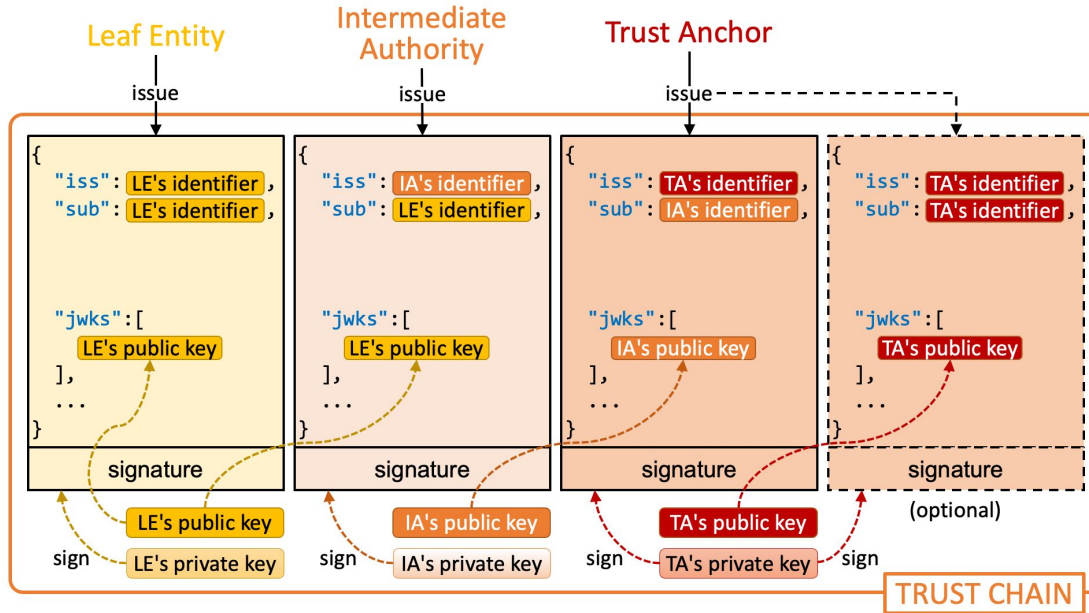 Leaf Entity
Intermediate
Authority
Trust Anchor
issue
issue
issue
{
"iss": LE's identifier ,
"sub": LE's identifier ,
"jwks":[
LE's public key
],
...
}
signature
{
"iss": IA's identifier ,
"sub": LE's identifier ,
"jwks":[
LE's public key
],
...
}
signature
{
"iss": TA's identifier ,
"sub": IA's identifier ,
"jwks":[
IA's public key
],
...
}
signature
{
"iss": TA's identifier ,
"sub": TA's identifier ,
"jwks":[
TA's public key
],
...
}
signature
(optional)
LE's public key
sign
LE's private key
IA's public key
sign
IA's private key
TA's public key
sign
TA's private key
sign
TRUST CHAIN